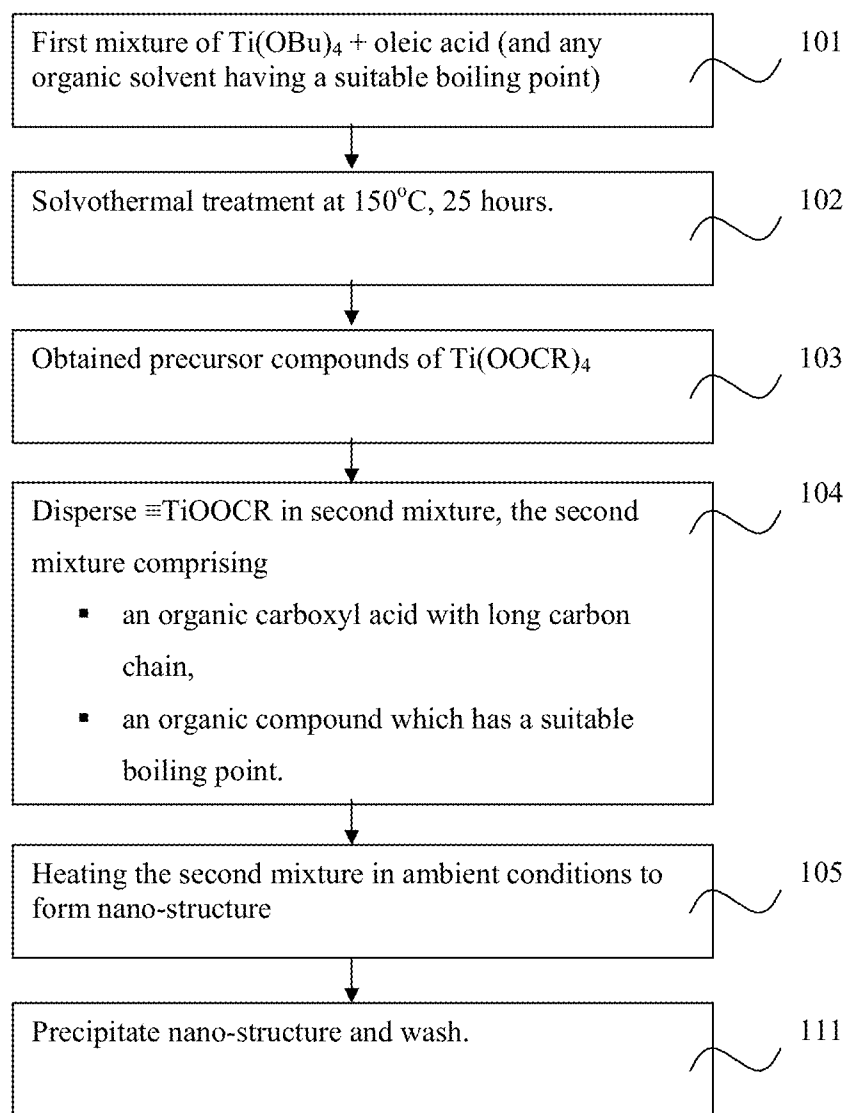 First mixture of Ti(OBu)₄ + oleic acid (and any
organic solvent having a suitable boiling point)
101
Solvothermal treatment at 150°C, 25 hours.
102
Obtained precursor compounds of Ti(OOCR)₄
103
Disperse ≡TiOOCR in second mixture, the second
mixture comprising
▪ an organic carboxyl acid with long carbon
chain,
▪ an organic compound which has a suitable
boiling point.
104
Heating the second mixture in ambient conditions to
form nano-structure
105
Precipitate nano-structure and wash.
111